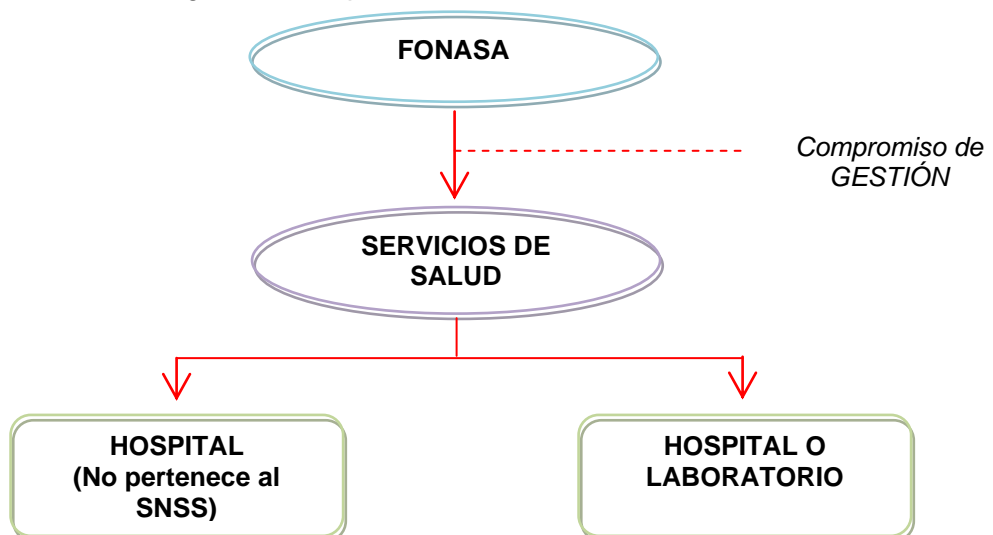 FONASA
Compromiso de
GESTIÓN
SERVICIOS DE
SALUD
HOSPITAL
(No pertenece al
SNSS)
HOSPITAL O
LABORATORIO